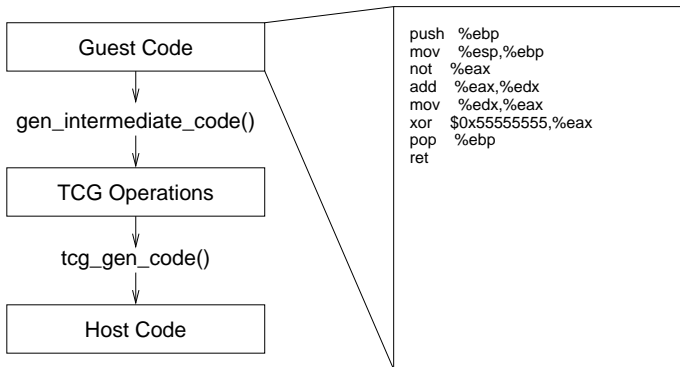 Guest Code
gen_intermediate_code()
TCG Operations
tcg_gen_code()
Host Code
push %ebp
mov %esp,%ebp
not %eax
add %eax,%edx
mov %edx,%eax
xor $0x55555555,%eax
pop %ebp
ret